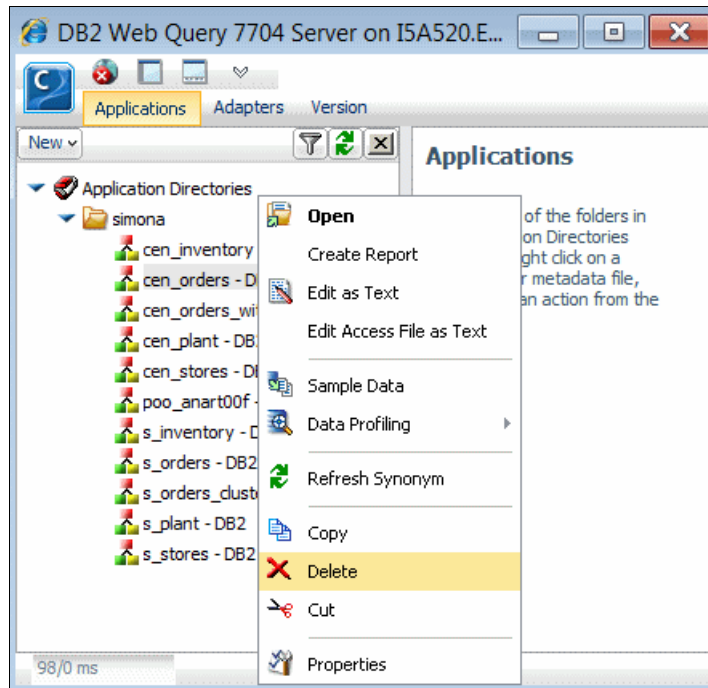 DB2 Web Query 7704 Server on I5A520.E...
C
Applications Adapters Version
New
Applications
Application Directories
simona
cen_inventory
cen_orders - D
cen_orders_wi
cen_plant - DB
cen_stores - D
poo_anart00f -
s_inventory - D
s_orders - DB2
s_orders_clust
s_plant - DB2
s_stores - DB2
of the folders in
on Directories
ght click on a
r metadata file,
an action from the
Open
Create Report
Edit as Text
Edit Access File as Text
Sample Data
Data Profiling
Refresh Synonym
Copy
Delete
Cut
Properties
98/0 ms